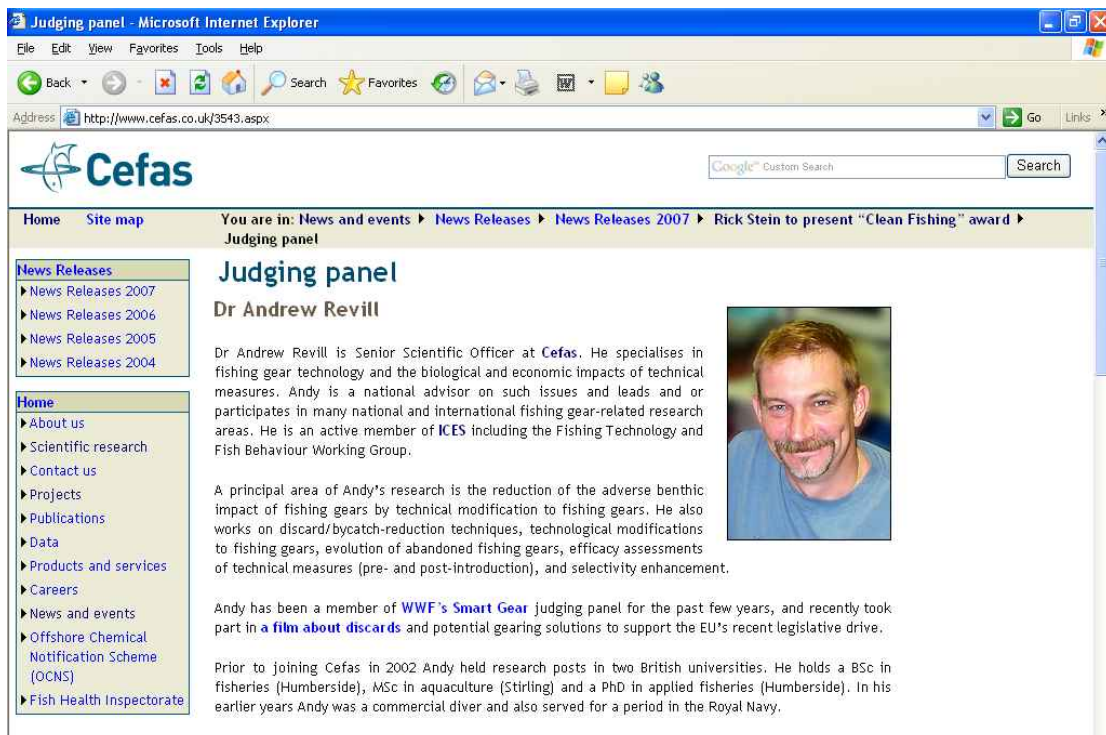 Judging panel - Microsoft Internet Explorer
File Edit View Favorites Tools Help
Back Search Favorites
Address http://www.cefas.co.uk/3543.aspx Go Links
Cefas
Google™ Custom Search Search
Home Site map You are in: News and events News Releases News Releases 2007 Rick Stein to present “Clean Fishing” award
Judging panel
News Releases
News Releases 2007
News Releases 2006
News Releases 2005
News Releases 2004
Home
About us
Scientific research
Contact us
Projects
Publications
Data
Products and services
Careers
News and events
Offshore Chemical
Notification Scheme
(OCNS)
Fish Health Inspectorate
Judging panel
Dr Andrew Revill
Dr Andrew Revill is Senior Scientific Officer at Cefas. He specialises in
fishing gear technology and the biological and economic impacts of technical
measures. Andy is a national advisor on such issues and leads and or
participates in many national and international fishing gear-related research
areas. He is an active member of ICES including the Fishing Technology and
Fish Behaviour Working Group.
A principal area of Andy's research is the reduction of the adverse benthic
impact of fishing gears by technical modification to fishing gears. He also
works on discard/bycatch-reduction techniques, technological modifications
to fishing gears, evolution of abandoned fishing gears, efficacy assessments
of technical measures (pre- and post-introduction), and selectivity enhancement.
Andy has been a member of WWF's Smart Gear judging panel for the past few years, and recently took
part in a film about discards and potential gearing solutions to support the EU's recent legislative drive.
Prior to joining Cefas in 2002 Andy held research posts in two British universities. He holds a BSc in
fisheries (Humberside), MSc in aquaculture (Stirling) and a PhD in applied fisheries (Humberside). In his
earlier years Andy was a commercial diver and also served for a period in the Royal Navy.